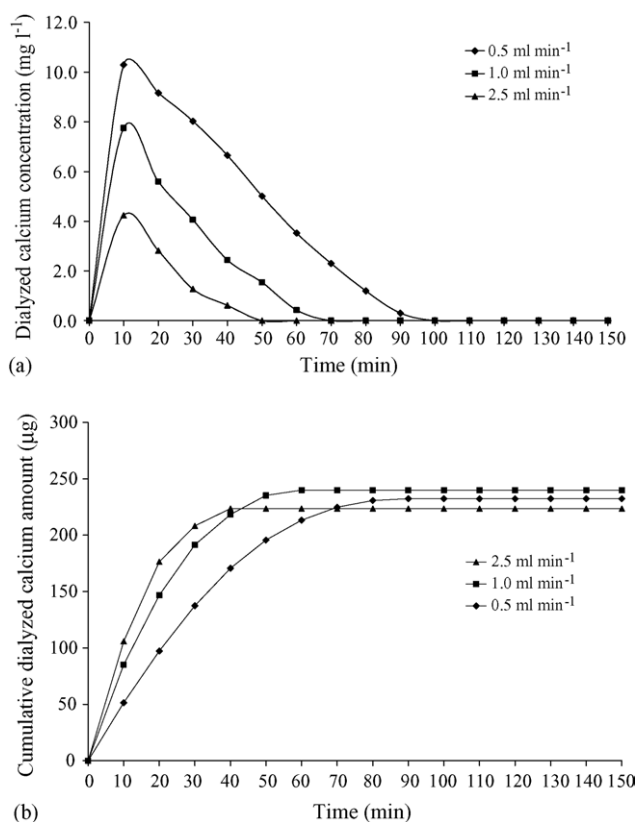 Dialyzed calcium concentration (mg l-1)
12.0
10.0
8.0
6.0
4.0
2.0
0.0
0.5 ml min-1
1.0 ml min-1
2.5 ml min-1
0 10 20 30 40 50 60 70 80 90 100 110 120 130 140 150
(a)
Time (min)
Cumulative dialyzed calcium amount (µg)
300
250
200
150
100
50
0
2.5 ml min-1
1.0 ml min-1
0.5 ml min-1
0 10 20 30 40 50 60 70 80 90 100 110 120 130 140 150
(b)
Time (min)